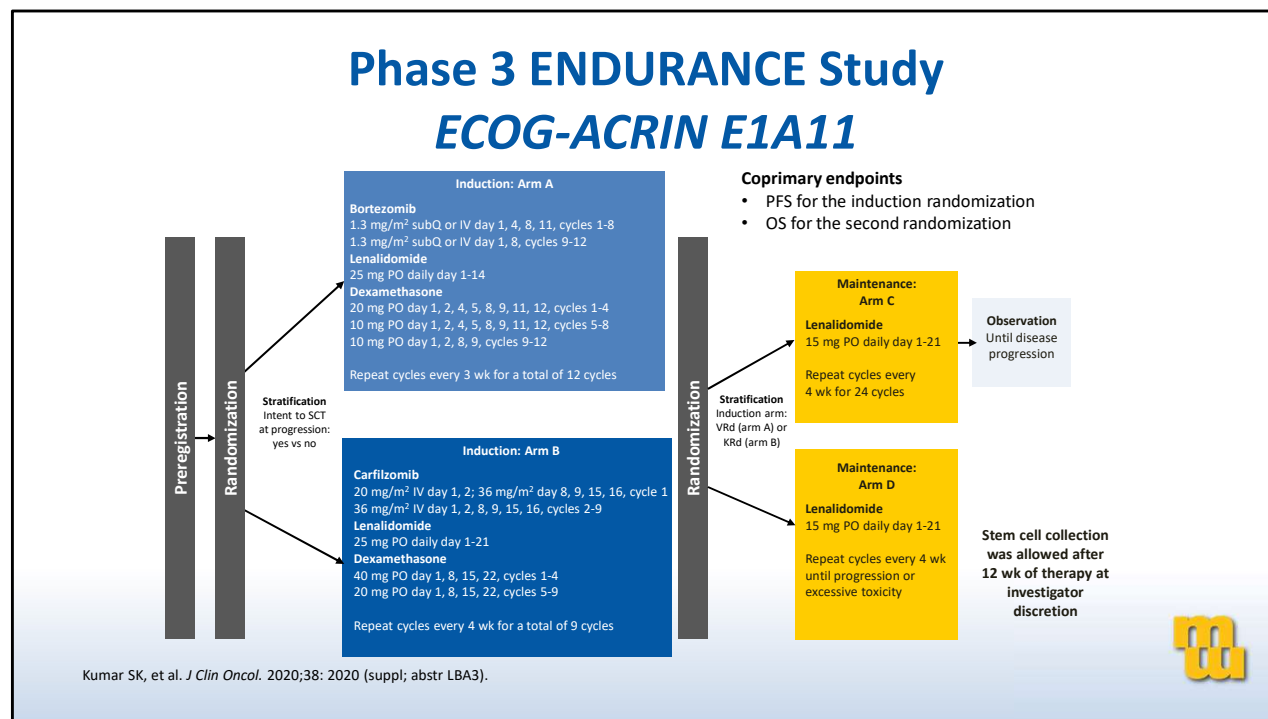 Phase 3 ENDURANCE Study
ECOG-ACRIN E1A11
Preregistration
Randomization
Stratification
Intent to SCT
at progression:
yes vs no
Induction: Arm A
Bortezomib
1.3 mg/m² subQ or IV day 1, 4, 8, 11, cycles 1-8
1.3 mg/m² subQ or IV day 1, 8, cycles 9-12
Lenalidomide
25 mg PO daily day 1-14
Dexamethasone
20 mg PO day 1, 2, 4, 5, 8, 9, 11, 12, cycles 1-4
10 mg PO day 1, 2, 4, 5, 8, 9, 11, 12, cycles 5-8
10 mg PO day 1, 2, 8, 9, cycles 9-12
Repeat cycles every 3 wk for a total of 12 cycles
Induction: Arm B
Carfilzomib
20 mg/m² IV day 1, 2; 36 mg/m² day 8, 9, 15, 16, cycle 1
36 mg/m² IV day 1, 2, 8, 9, 15, 16, cycles 2-9
Lenalidomide
25 mg PO daily day 1-21
Dexamethasone
40 mg PO day 1, 8, 15, 22, cycles 1-4
20 mg PO day 1, 8, 15, 22, cycles 5-9
Repeat cycles every 4 wk for a total of 9 cycles
Coprimary endpoints
• PFS for the induction randomization
• OS for the second randomization
Randomization
Stratification
Induction arm:
VRd (arm A) or
KRd (arm B)
Maintenance:
Arm C
Lenalidomide
15 mg PO daily day 1-21
Repeat cycles every
4 wk for 24 cycles
Observation
Until disease
progression
Maintenance:
Arm D
Lenalidomide
15 mg PO daily day 1-21
Repeat cycles every 4 wk
until progression or
excessive toxicity
Stem cell collection
was allowed after
12 wk of therapy at
investigator
discretion
Kumar SK, et al. J Clin Oncol. 2020;38: 2020 (suppl; abstr LBA3).